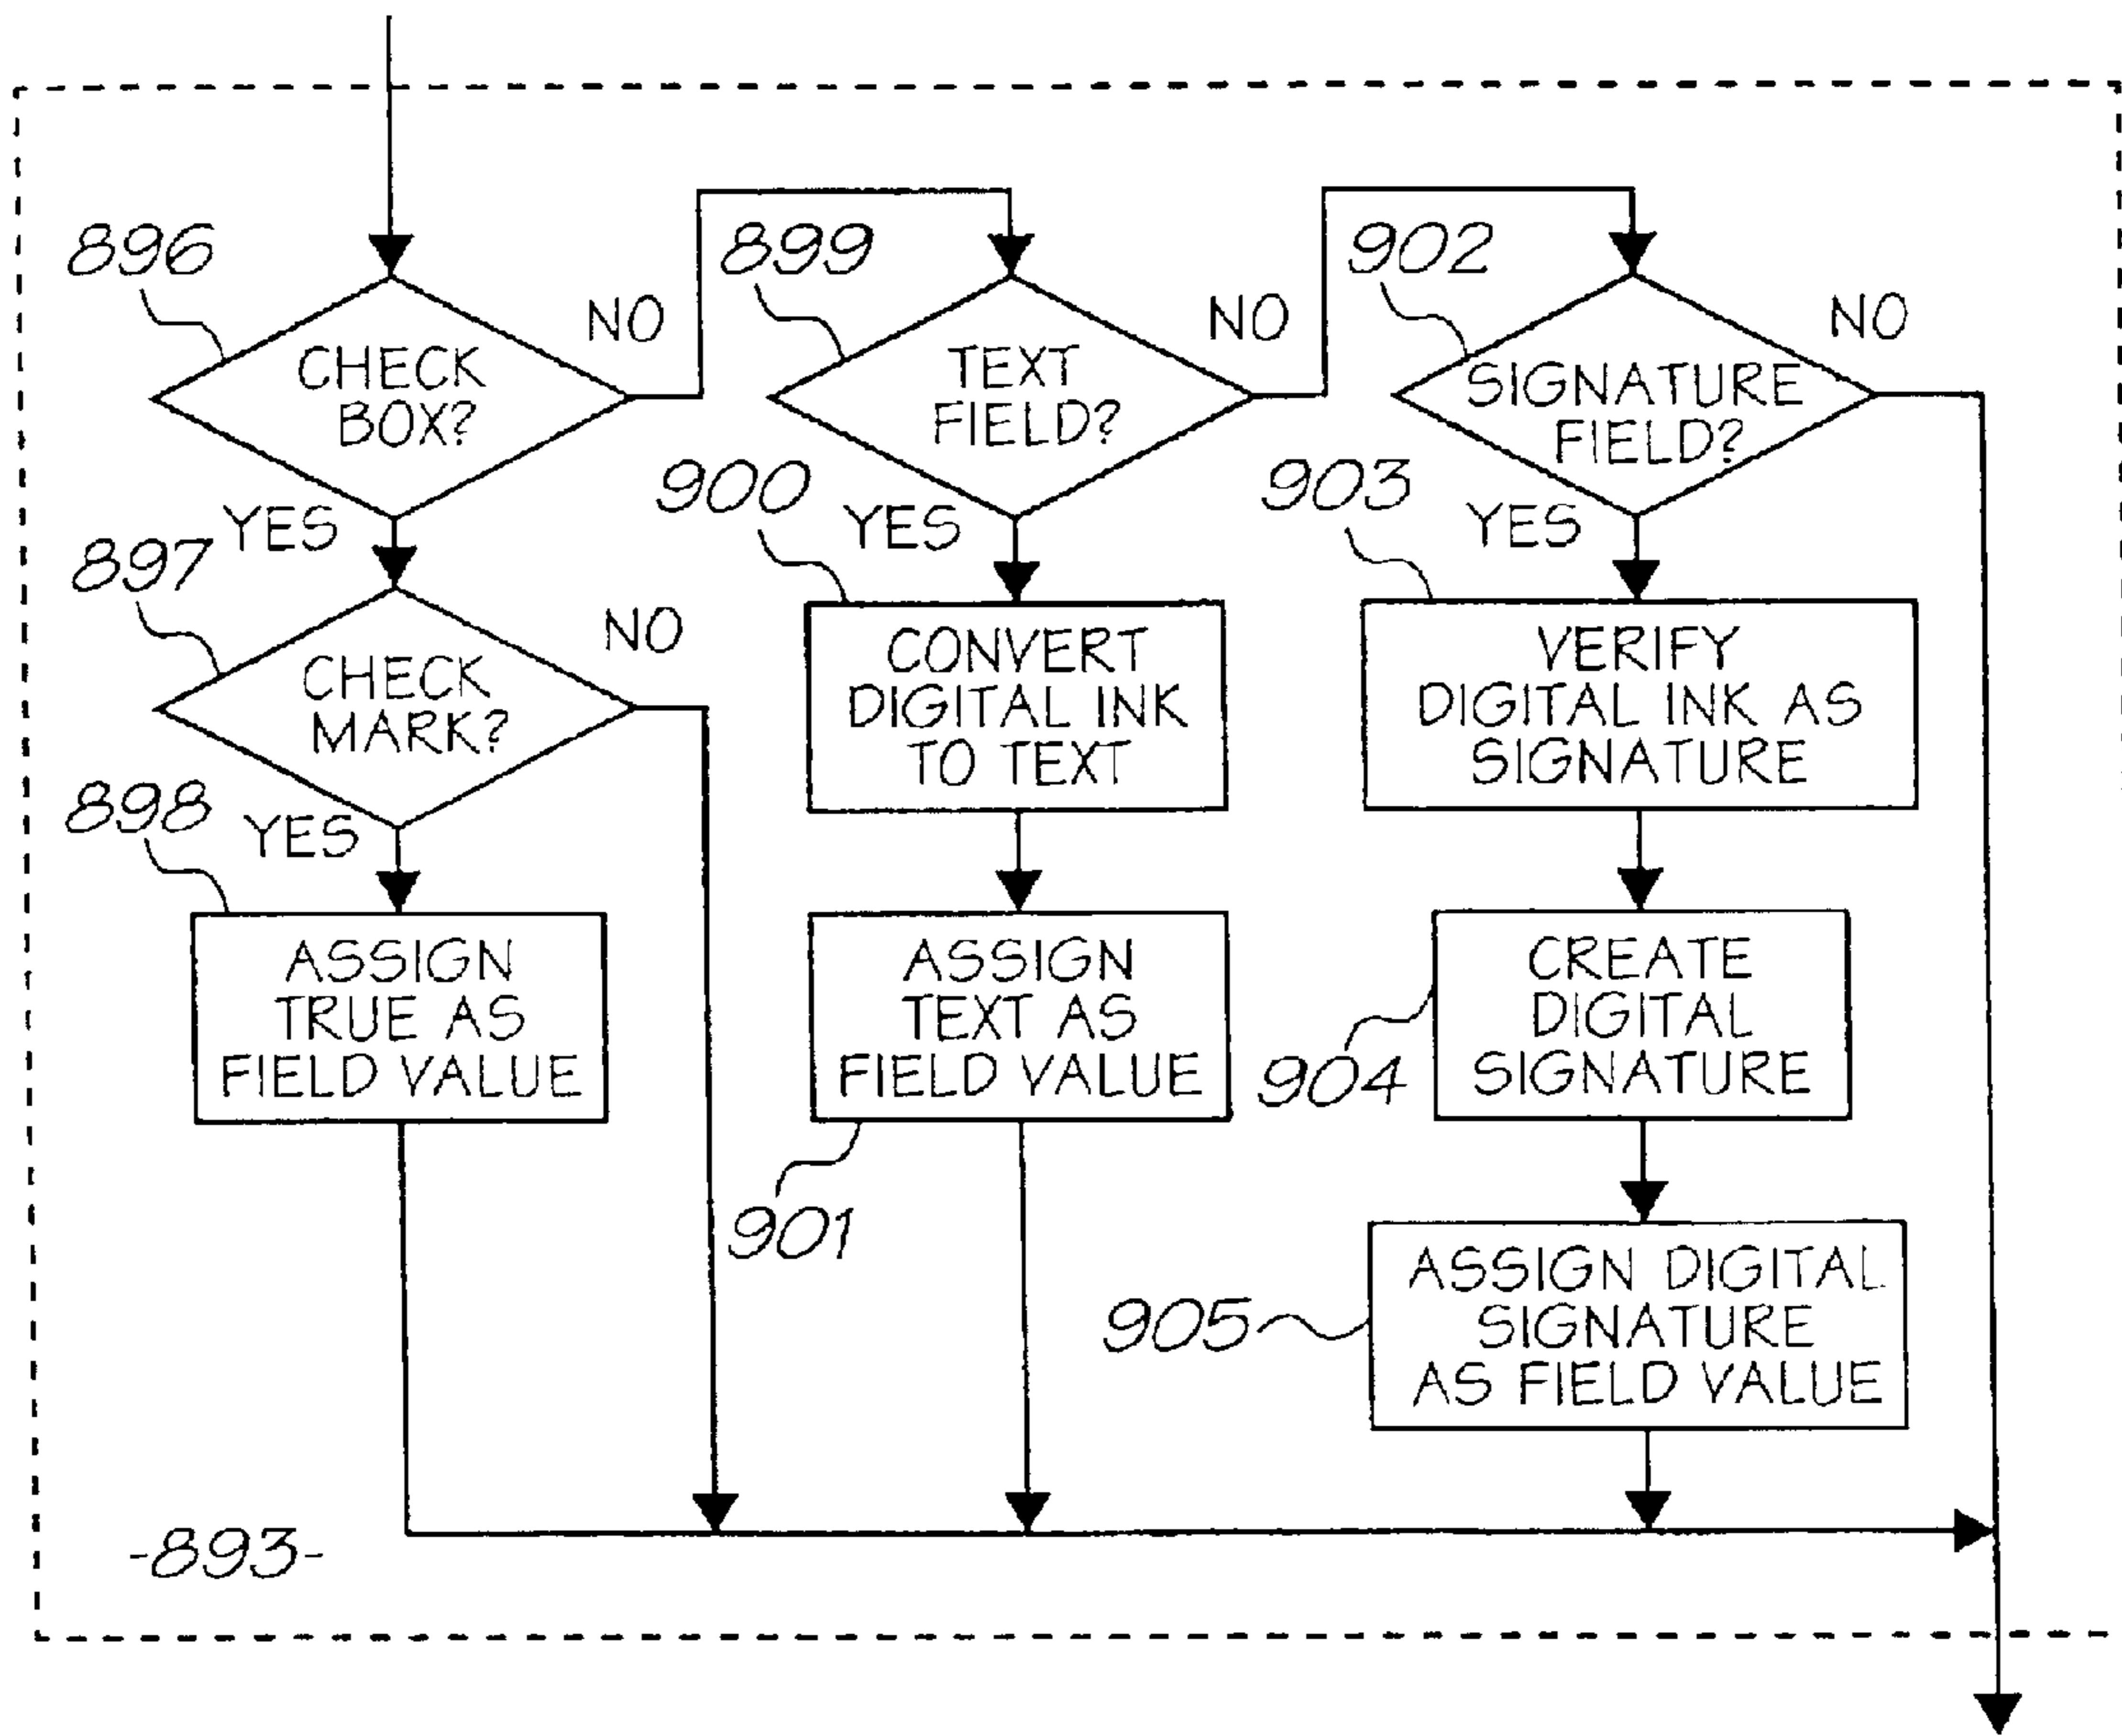 896
CHECK
BOX?
NO
YES
899
TEXT
FIELD?
NO
YES
902
SIGNATURE
FIELD?
NO
YES
897
CHECK
MARK?
NO
YES
900
CONVERT
DIGITAL INK
TO TEXT
903
VERIFY
DIGITAL INK AS
SIGNATURE
898
ASSIGN
TRUE AS
FIELD VALUE
ASSIGN
TEXT AS
FIELD VALUE
901
CREATE
DIGITAL
SIGNATURE
904
ASSIGN DIGITAL
SIGNATURE
AS FIELD VALUE
905
-893-